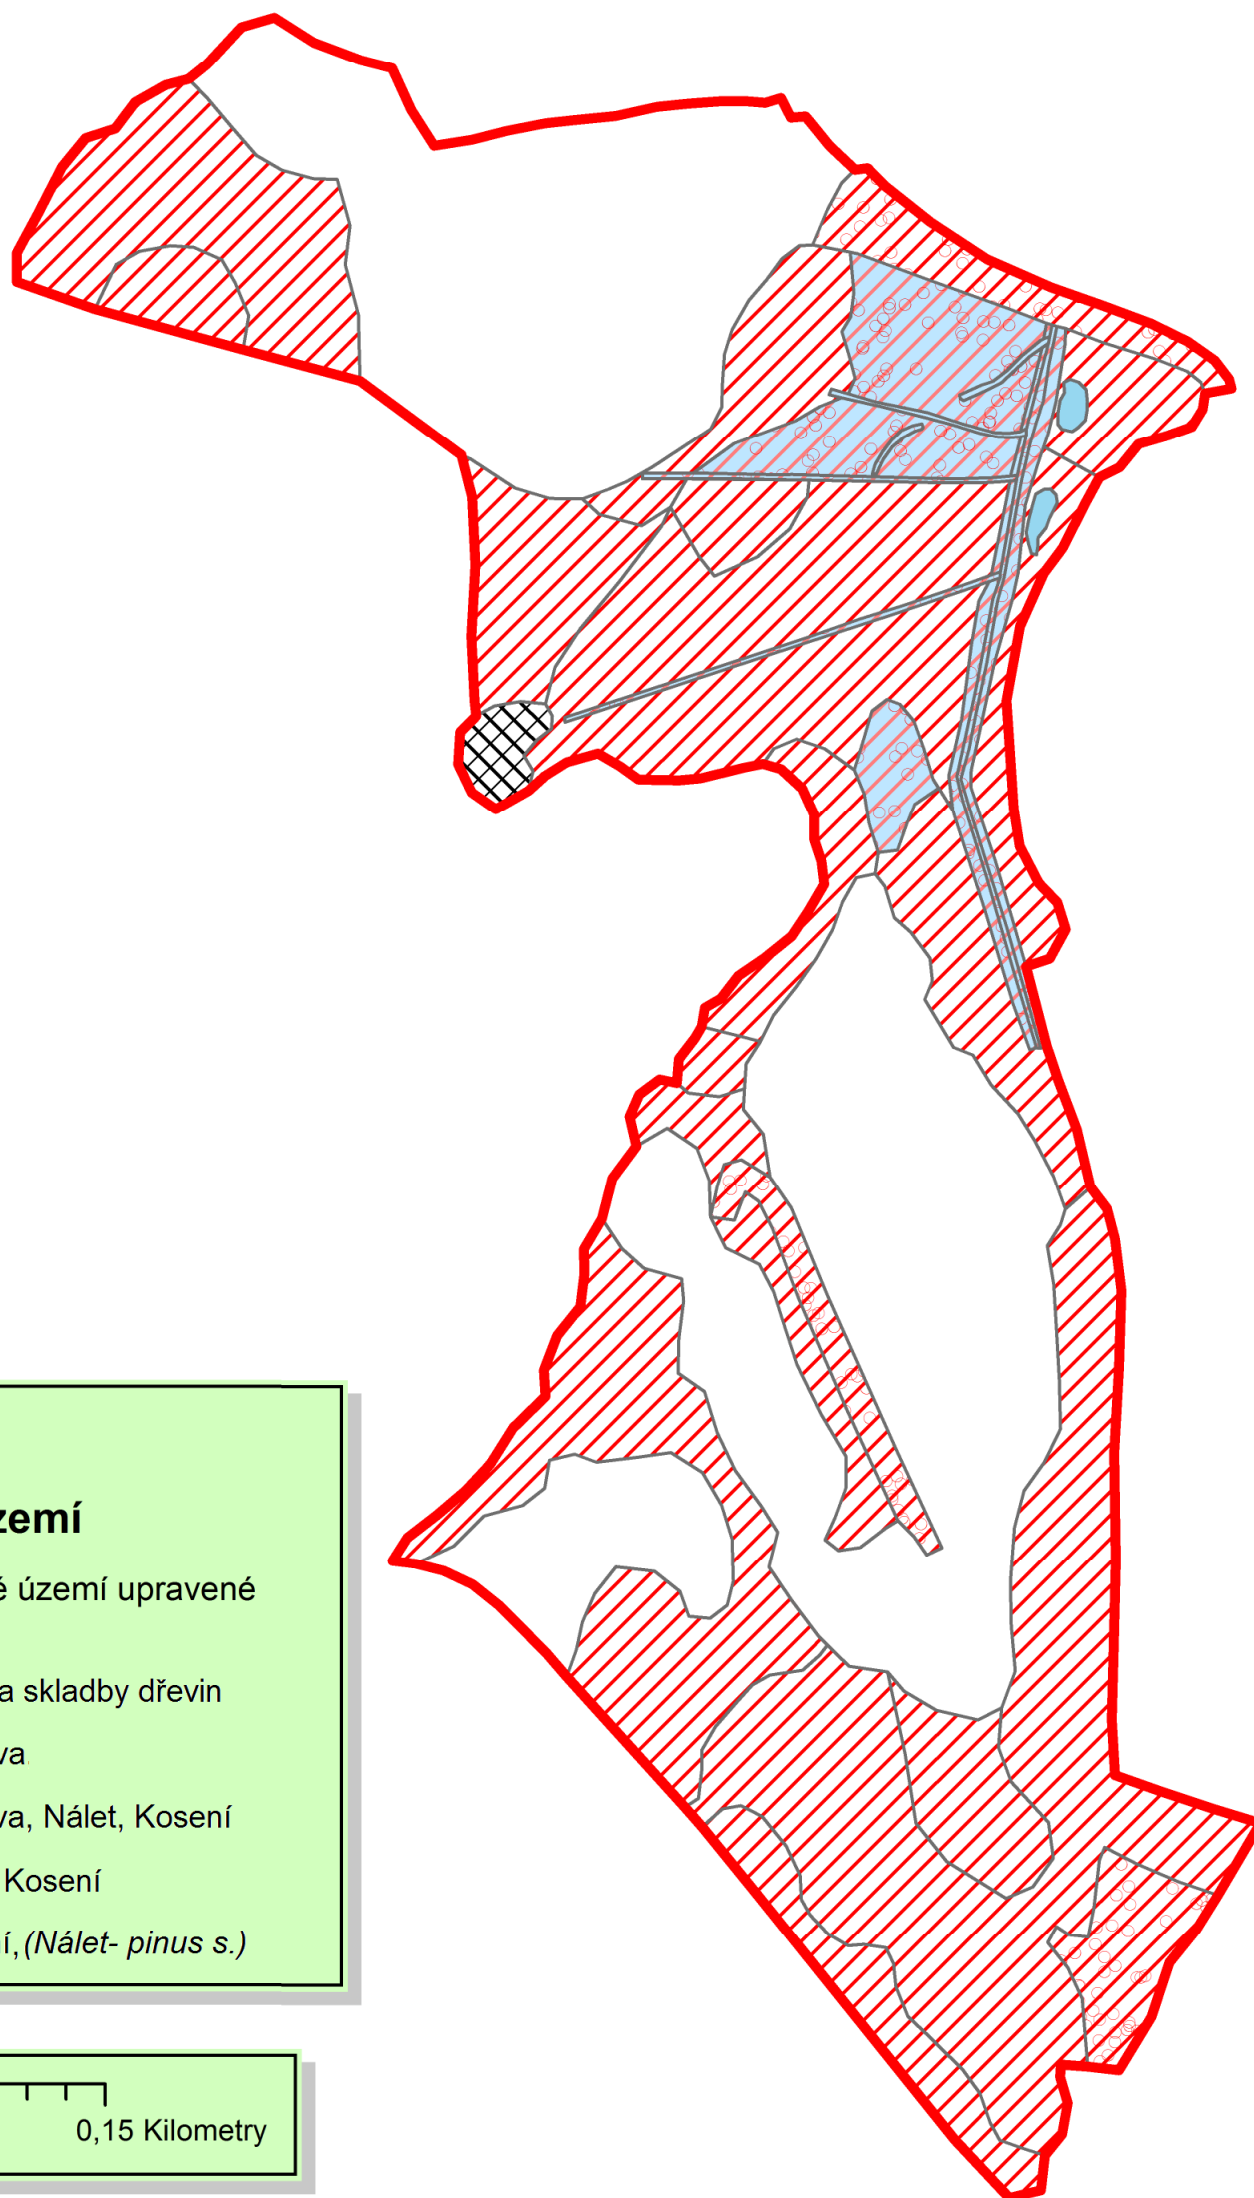 zemí
é území upravené
a skladby dřevin
va
va, Nálet, Kosení
Kosení
í, (Nálet- pinus s.)
0,15 Kilometry